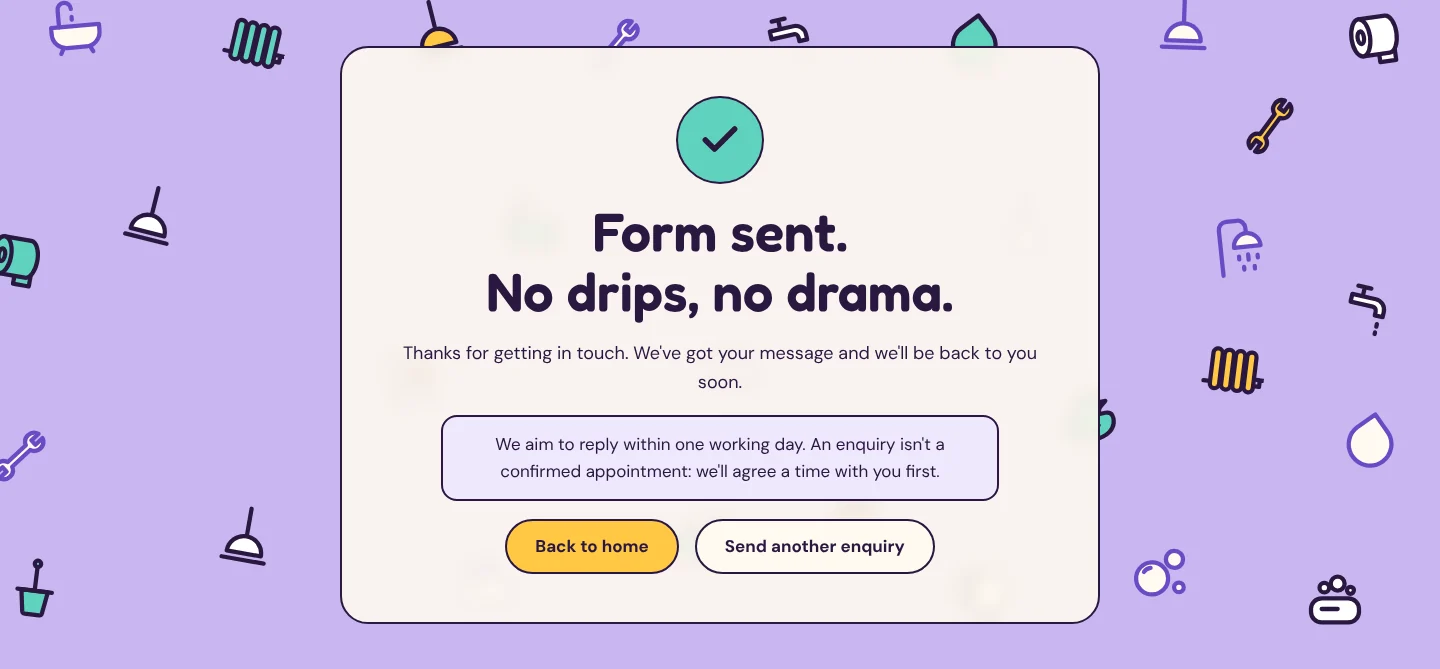 Form sent.
No drips, no drama.
Thanks for getting in touch. We've got your message and we'll be back to you
soon.
We aim to reply within one working day. An enquiry isn't a
confirmed appointment: we'll agree a time with you first.
Back to home
Send another enquiry